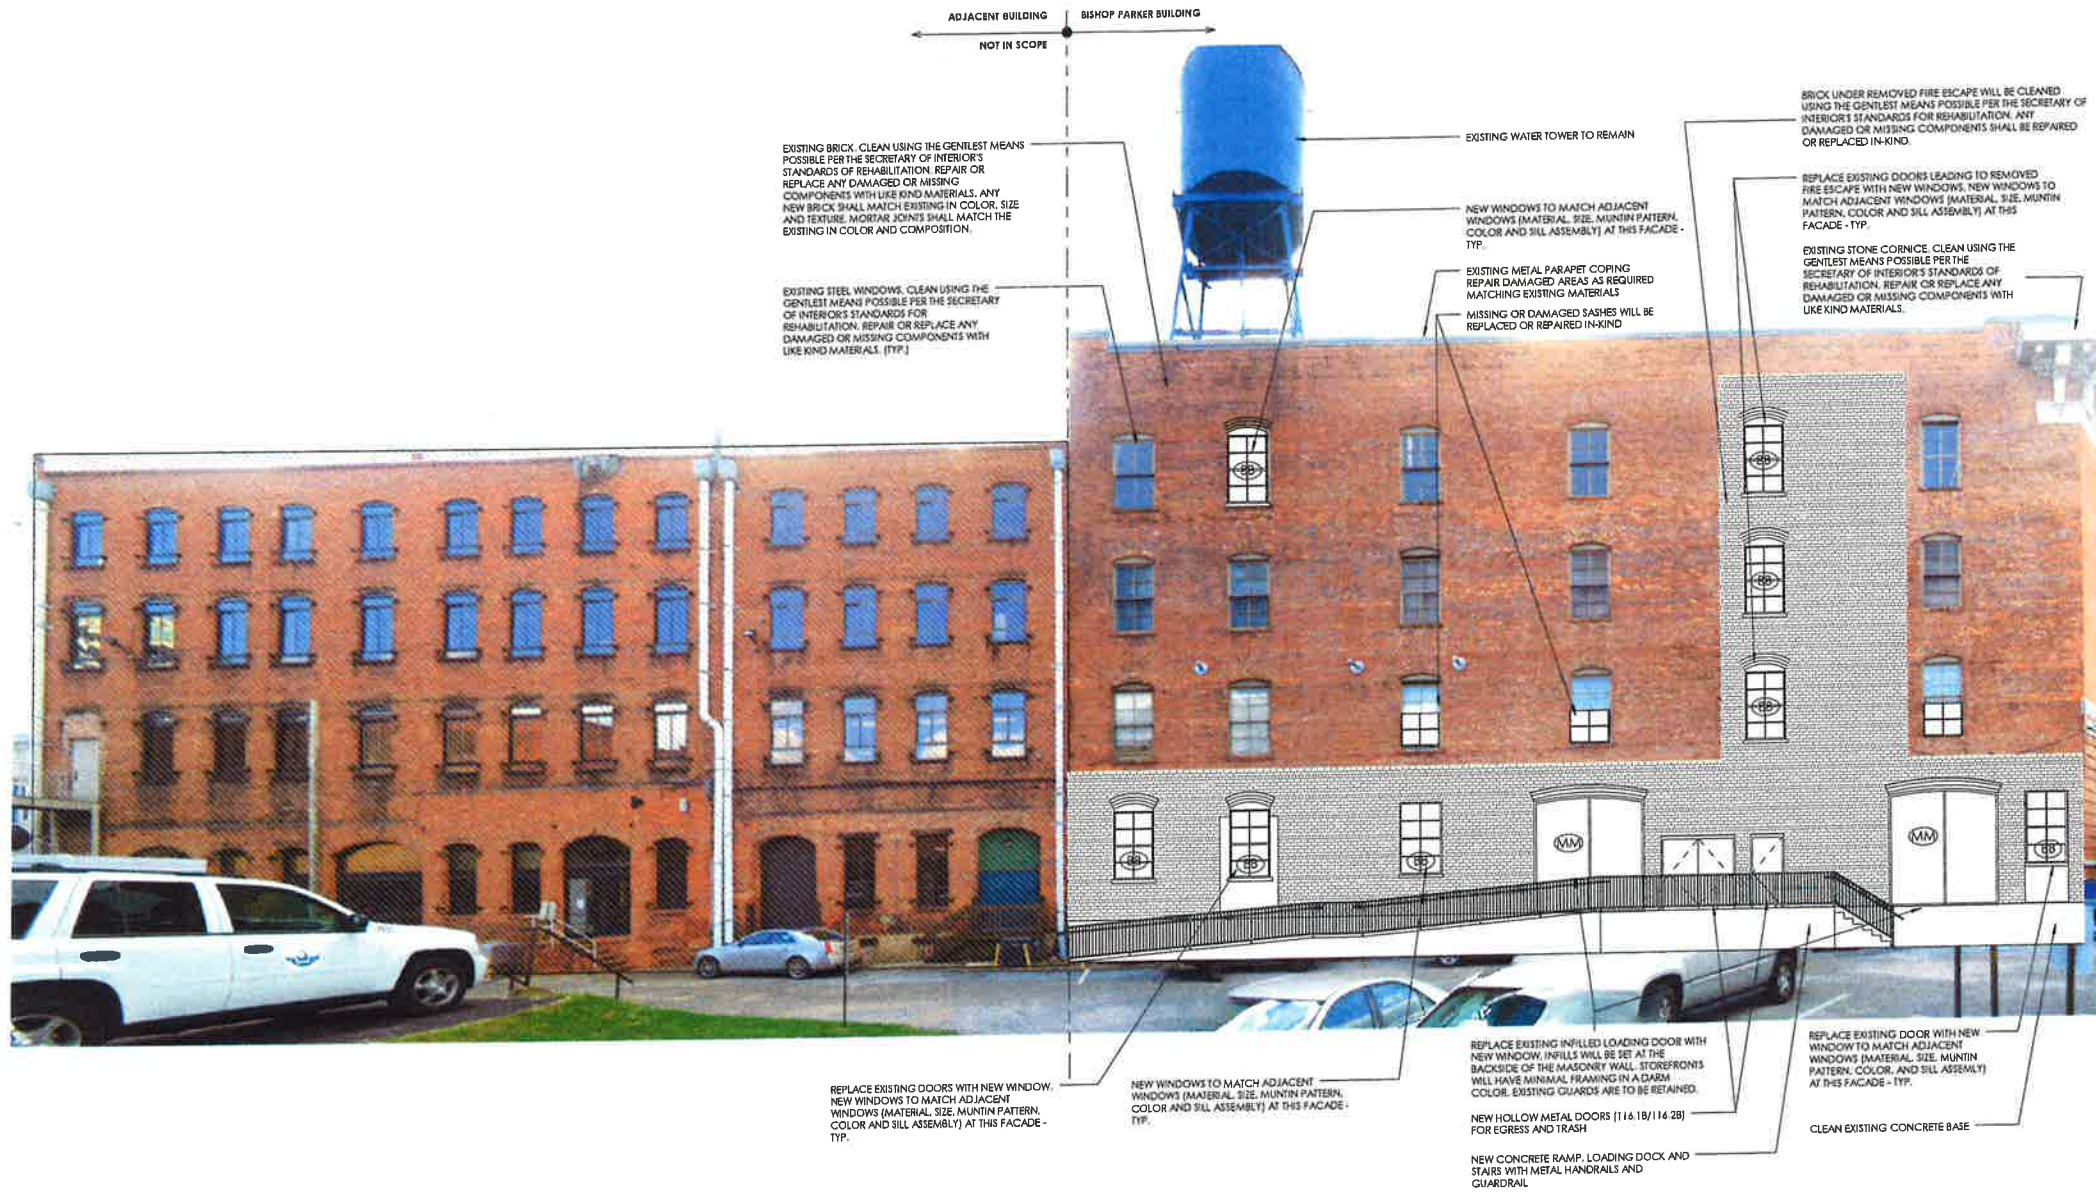 ADJACENT BUILDING
BISHOP PARKER BUILDING
NOT IN SCOPE
EXISTING BRICK. CLEAN USING THE GENTLEST MEANS
POSSIBLE PER THE SECRETARY OF INTERIOR'S
STANDARDS OF REHABILITATION. REPAIR OR
REPLACE ANY DAMAGED OR MISSING
COMPONENTS WITH LIKE KIND MATERIALS. ANY
NEW BRICK SHALL MATCH EXISTING IN COLOR, SIZE
AND TEXTURE. MORTAR JOINTS SHALL MATCH THE
EXISTING IN COLOR AND COMPOSITION.
EXISTING STEEL WINDOWS. CLEAN USING THE
GENTLEST MEANS POSSIBLE PER THE SECRETARY
OF INTERIOR'S STANDARDS FOR
REHABILITATION. REPAIR OR REPLACE ANY
DAMAGED OR MISSING COMPONENTS WITH
LIKE KIND MATERIALS. (TYP.)
EXISTING WATER TOWER TO REMAIN
NEW WINDOWS TO MATCH ADJACENT
WINDOWS (MATERIAL, SIZE, MUNTIN PATTERN,
COLOR AND SILL ASSEMBLY) AT THIS FACADE -
TYP.
EXISTING METAL PARAPET COPING
REPAIR DAMAGED AREAS AS REQUIRED
MATCHING EXISTING MATERIALS
MISSING OR DAMAGED SASHES WILL BE
REPLACED OR REPAIRED IN-KIND
BRICK UNDER REMOVED FIRE ESCAPE WILL BE CLEANED
USING THE GENTLEST MEANS POSSIBLE PER THE SECRETARY OF
INTERIOR'S STANDARDS FOR REHABILITATION. ANY
DAMAGED OR MISSING COMPONENTS SHALL BE REPAIRED
OR REPLACED IN-KIND.
REPLACE EXISTING DOORS LEADING TO REMOVED
FIRE ESCAPE WITH NEW WINDOWS. NEW WINDOWS TO
MATCH ADJACENT WINDOWS (MATERIAL, SIZE, MUNTIN
PATTERN, COLOR AND SILL ASSEMBLY) AT THIS
FACADE - TYP.
EXISTING STONE CORNICE. CLEAN USING THE
GENTLEST MEANS POSSIBLE PER THE
SECRETARY OF INTERIOR'S STANDARDS OF
REHABILITATION. REPAIR OR REPLACE ANY
DAMAGED OR MISSING COMPONENTS WITH
LIKE KIND MATERIALS.
BB
BB
BB
BB
BB
BB
BB
MM
MM
BB
REPLACE EXISTING DOORS WITH NEW WINDOW.
NEW WINDOWS TO MATCH ADJACENT
WINDOWS (MATERIAL, SIZE, MUNTIN PATTERN,
COLOR AND SILL ASSEMBLY) AT THIS FACADE -
TYP.
NEW WINDOWS TO MATCH ADJACENT
WINDOWS (MATERIAL, SIZE, MUNTIN PATTERN,
COLOR AND SILL ASSEMBLY) AT THIS FACADE -
TYP.
REPLACE EXISTING INFILLED LOADING DOOR WITH
NEW WINDOW, INFILLS WILL BE SET AT THE
BACKSIDE OF THE MASONRY WALL. STOREFRONTS
WILL HAVE MINIMAL FRAMING IN A DARM
COLOR. EXISTING GUARDS ARE TO BE RETAINED.
NEW HOLLOW METAL DOORS (116.1B/116.2B)
FOR EGRESS AND TRASH
NEW CONCRETE RAMP, LOADING DOCK AND
STAIRS WITH METAL HANDRAILS AND
GUARDRAIL
REPLACE EXISTING DOOR WITH NEW
WINDOW TO MATCH ADJACENT
WINDOWS (MATERIAL, SIZE, MUNTIN
PATTERN, COLOR, AND SILL ASSEMLY)
AT THIS FACADE - TYP.
CLEAN EXISTING CONCRETE BASE